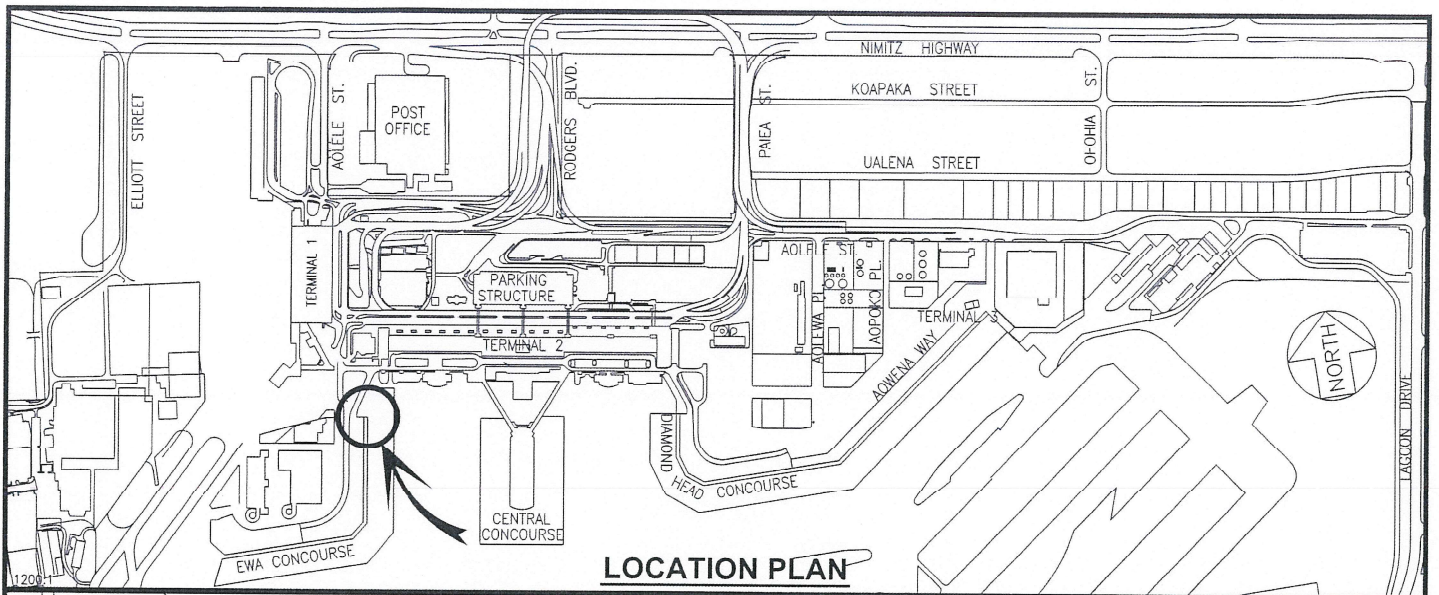 NIMITZ HIGHWAY
KOAPAKA STREET
UALENA STREET
ELLIOTT STREET
AOLELE ST.
POST
OFFICE
RODGERS BLVD.
PAIEA ST.
OHOHIA ST.
TERMINAL 1
PARKING
STRUCTURE
TERMINAL 2
AOLELE ST.
AOLEWA PL.
AOPOKO PL.
TERMINAL 3
AOWENA WAY
NORTH
LAGOON DRIVE
DIAMOND
HEAD CONCOURSE
CENTRAL
CONCOURSE
EWA CONCOURSE
LOCATION PLAN
1200-1